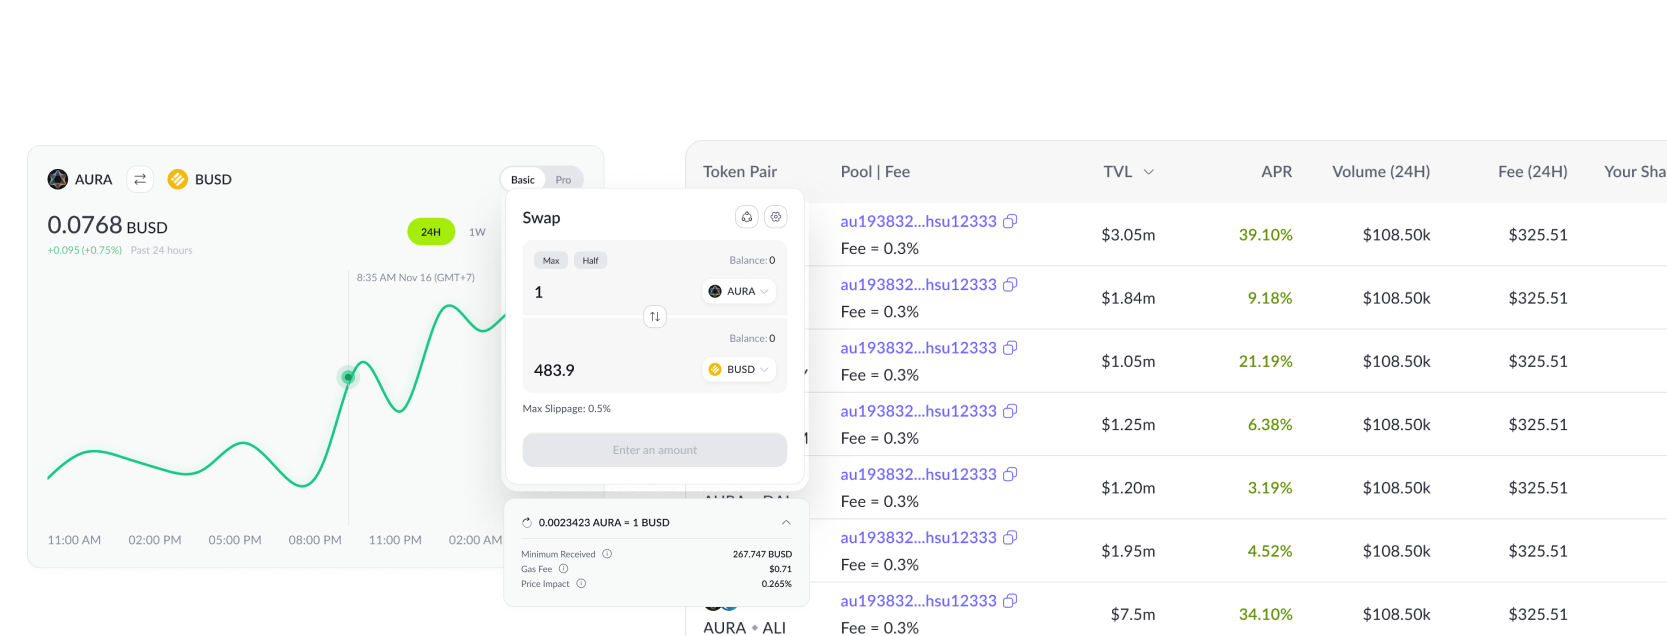 AURA
BUSD
Basic
Pro
0.0768 BUSD
24H
1W
+0.095 (+0.75%) Past 24 hours
8:35 AM Nov 16 (GMT+7)
11:00 AM 02:00 PM 05:00 PM 08:00 PM 11:00 PM 02:00 AM
Swap
Max Half Balance: 0
1 AURA
Balance: 0
483.9 BUSD
Max Slippage: 0.5%
Enter an amount
0.0023423 AURA = 1 BUSD
Minimum Received 267.747 BUSD
Gas Fee $0.71
Price Impact 0.265%
Token Pair Pool | Fee TVL APR Volume (24H) Fee (24H) Your Sha
au193832...hsu12333
Fee = 0.3% $3.05m 39.10% $108.50k $325.51
au193832...hsu12333
Fee = 0.3% $1.84m 9.18% $108.50k $325.51
au193832...hsu12333
Fee = 0.3% $1.05m 21.19% $108.50k $325.51
au193832...hsu12333
Fee = 0.3% $1.25m 6.38% $108.50k $325.51
au193832...hsu12333
Fee = 0.3% $1.20m 3.19% $108.50k $325.51
au193832...hsu12333
Fee = 0.3% $1.95m 4.52% $108.50k $325.51
au193832...hsu12333
AURA • ALI Fee = 0.3% $7.5m 34.10% $108.50k $325.51